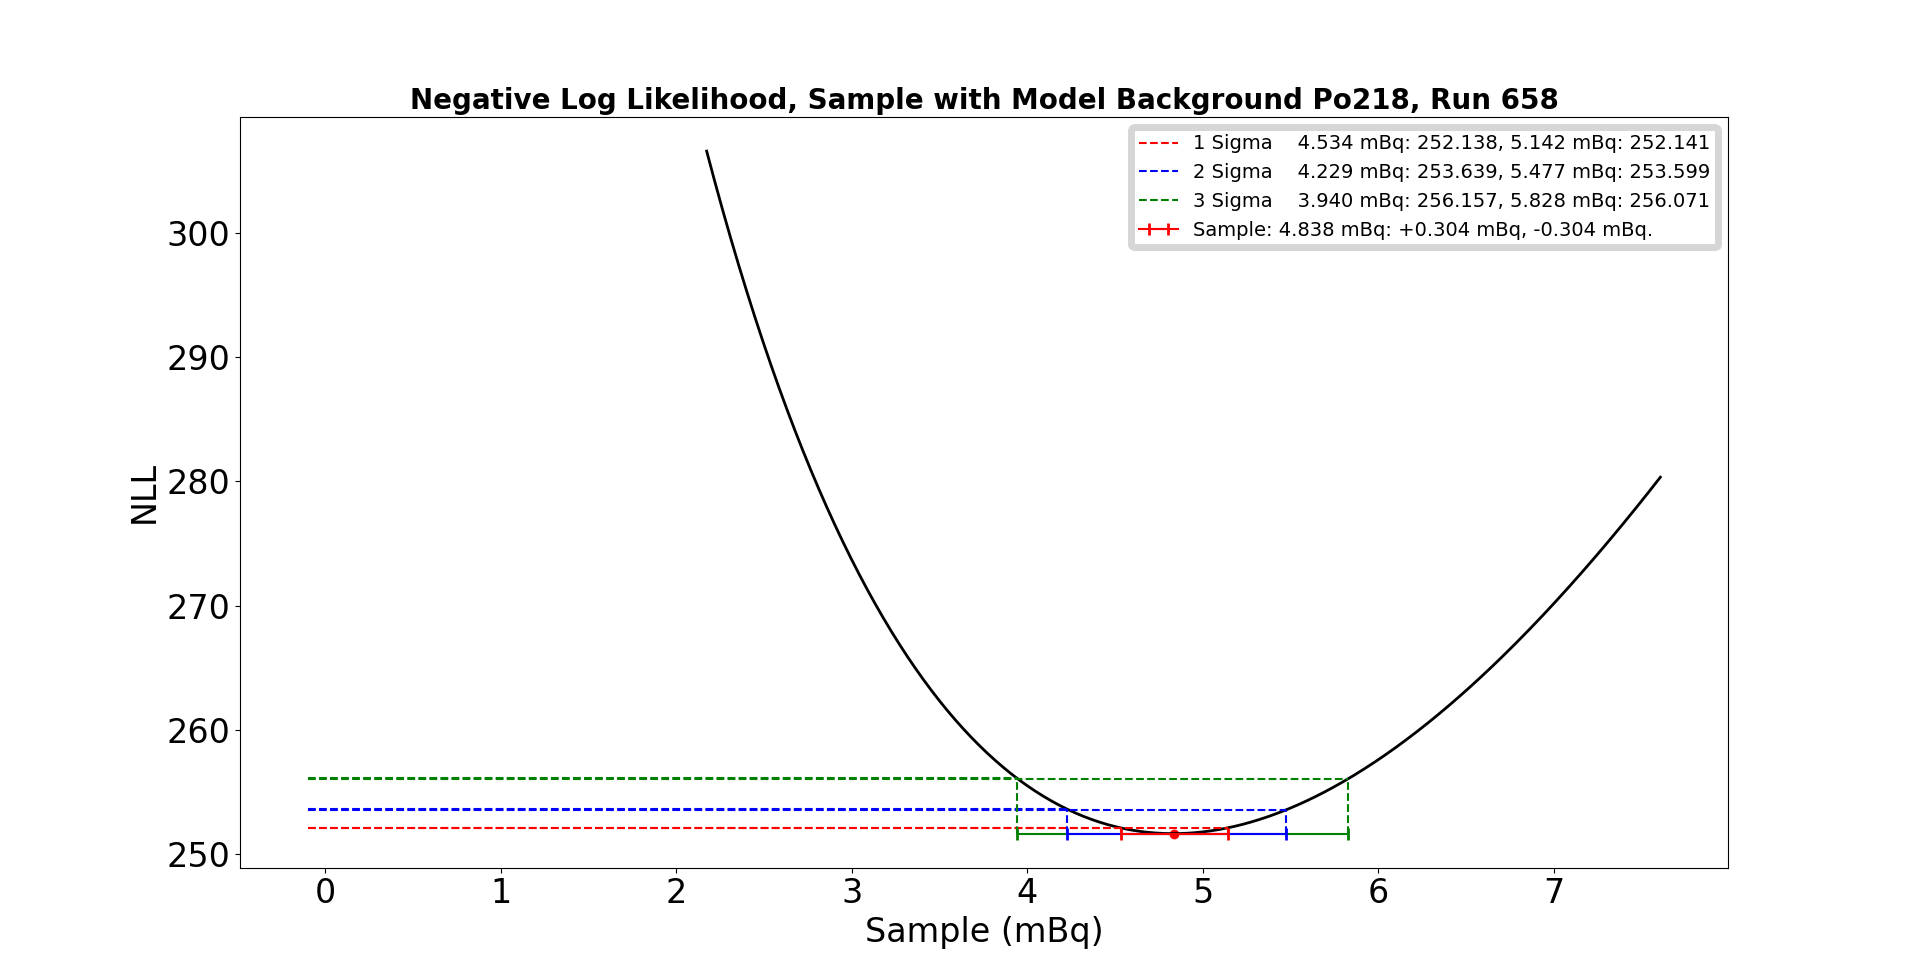 Negative Log Likelihood, Sample with Model Background Po218, Run 658
1 Sigma    4.534 mBq: 252.138, 5.142 mBq: 252.141
2 Sigma    4.229 mBq: 253.639, 5.477 mBq: 253.599
3 Sigma    3.940 mBq: 256.157, 5.828 mBq: 256.071
Sample: 4.838 mBq: +0.304 mBq, -0.304 mBq.
NLL
300
290
280
270
260
250
0 1 2 3 4 5 6 7
Sample (mBq)